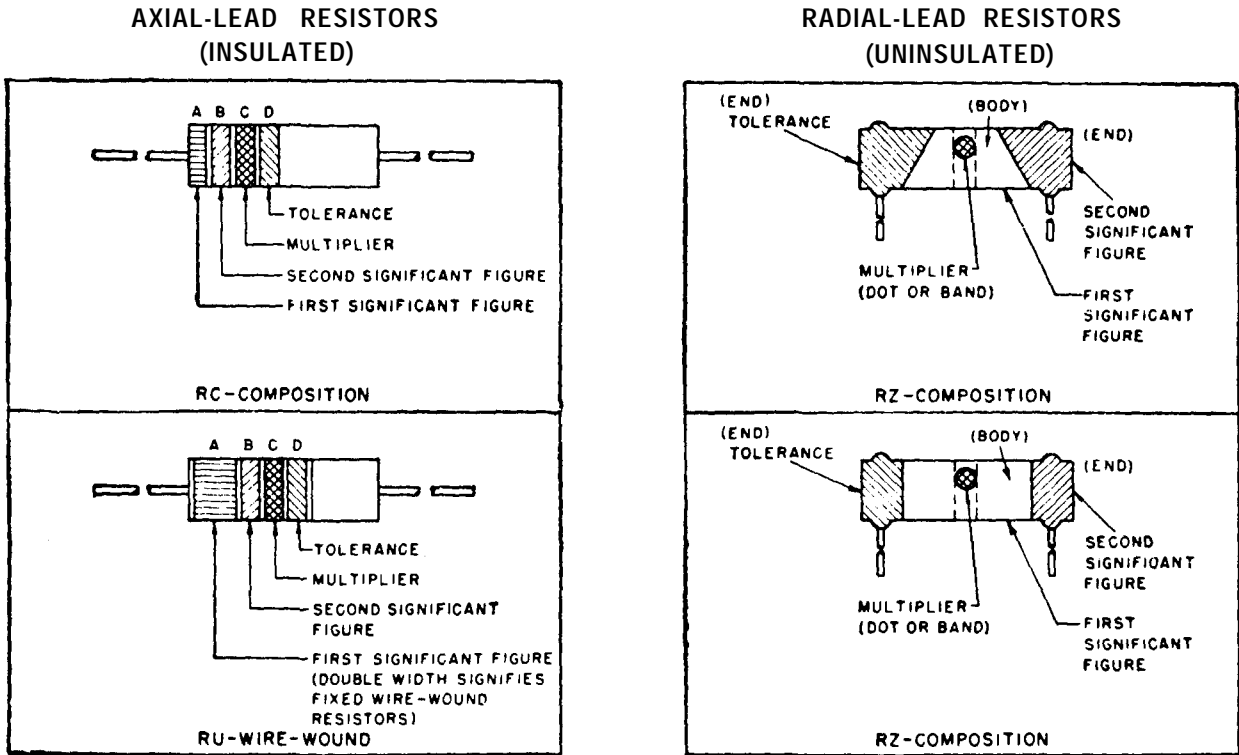 AXIAL-LEAD RESISTORS
(INSULATED)
A B C D
TOLERANCE
MULTIPLIER
SECOND SIGNIFICANT FIGURE
FIRST SIGNIFICANT FIGURE
RC-COMPOSITION
A B C D
TOLERANCE
MULTIPLIER
SECOND SIGNIFICANT
FIGURE
FIRST SIGNIFICANT FIGURE
(DOUBLE WIDTH SIGNIFIES
FIXED WIRE-WOUND
RESISTORS)
RU-WIRE-WOUND
RADIAL-LEAD RESISTORS
(UNINSULATED)
(END)
TOLERANCE
(BODY)
(END)
SECOND
SIGNIFICANT
FIGURE
MULTIPLIER
(DOT OR BAND)
FIRST
SIGNIFICANT
FIGURE
RZ-COMPOSITION
(END)
TOLERANCE
(BODY)
(END)
SECOND
SIGNIFICANT
FIGURE
MULTIPLIER
(DOT OR BAND)
FIRST
SIGNIFICANT
FIGURE
RZ-COMPOSITION